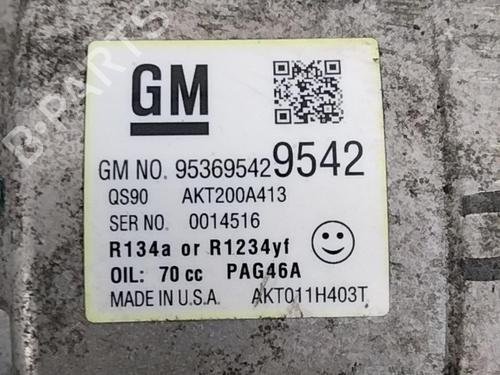 B-PARTS
GM
GM NO. 95369542 9542
QS90 AKT200A413
SER NO. 0014516
R134a or R1234yf
OIL: 70 cc PAG46A
MADE IN U.S.A. AKT011H403T